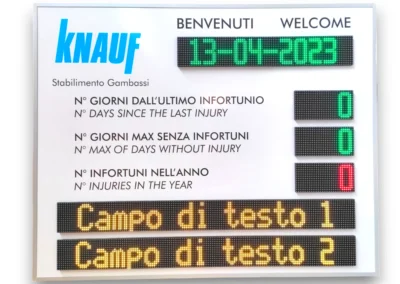 BENVENUTI WELCOME
KNAUF
13-04-2023
Stabilimento Gambassi
N° GIORNI DALL'ULTIMO INFORTUNIO
N° DAYS SINCE THE LAST INJURY
0
N° GIORNI MAX SENZA INFORTUNI
N° MAX OF DAYS WITHOUT INJURY
0
N° INFORTUNI NELL'ANNO
N° INJURIES IN THE YEAR
0
Campo di testo 1
Campo di testo 2